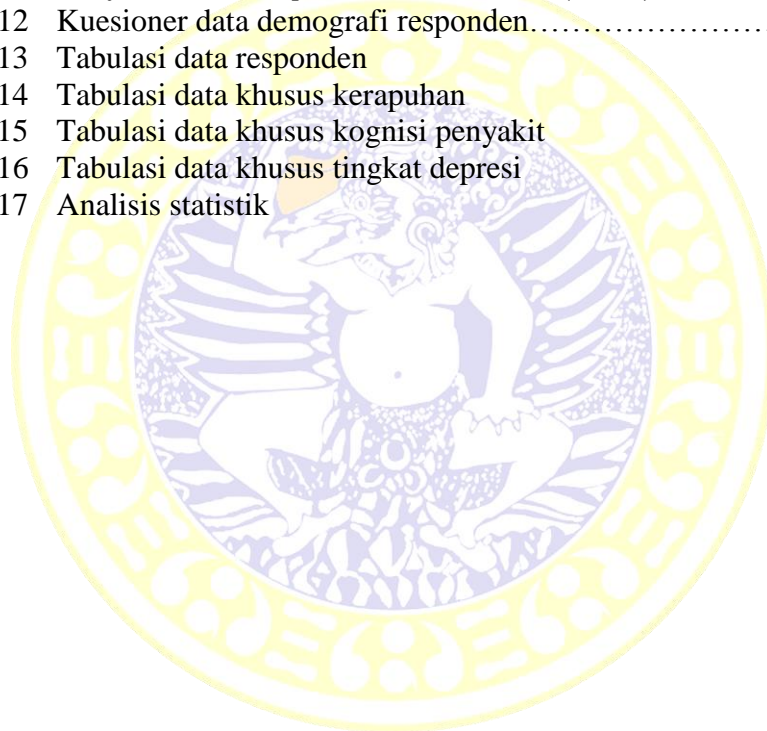 12 Kuesioner data demografi responden…………………….
13 Tabulasi data responden
14 Tabulasi data khusus kerapuhan
15 Tabulasi data khusus kognisi penyakit
16 Tabulasi data khusus tingkat depresi
17 Analisis statistik